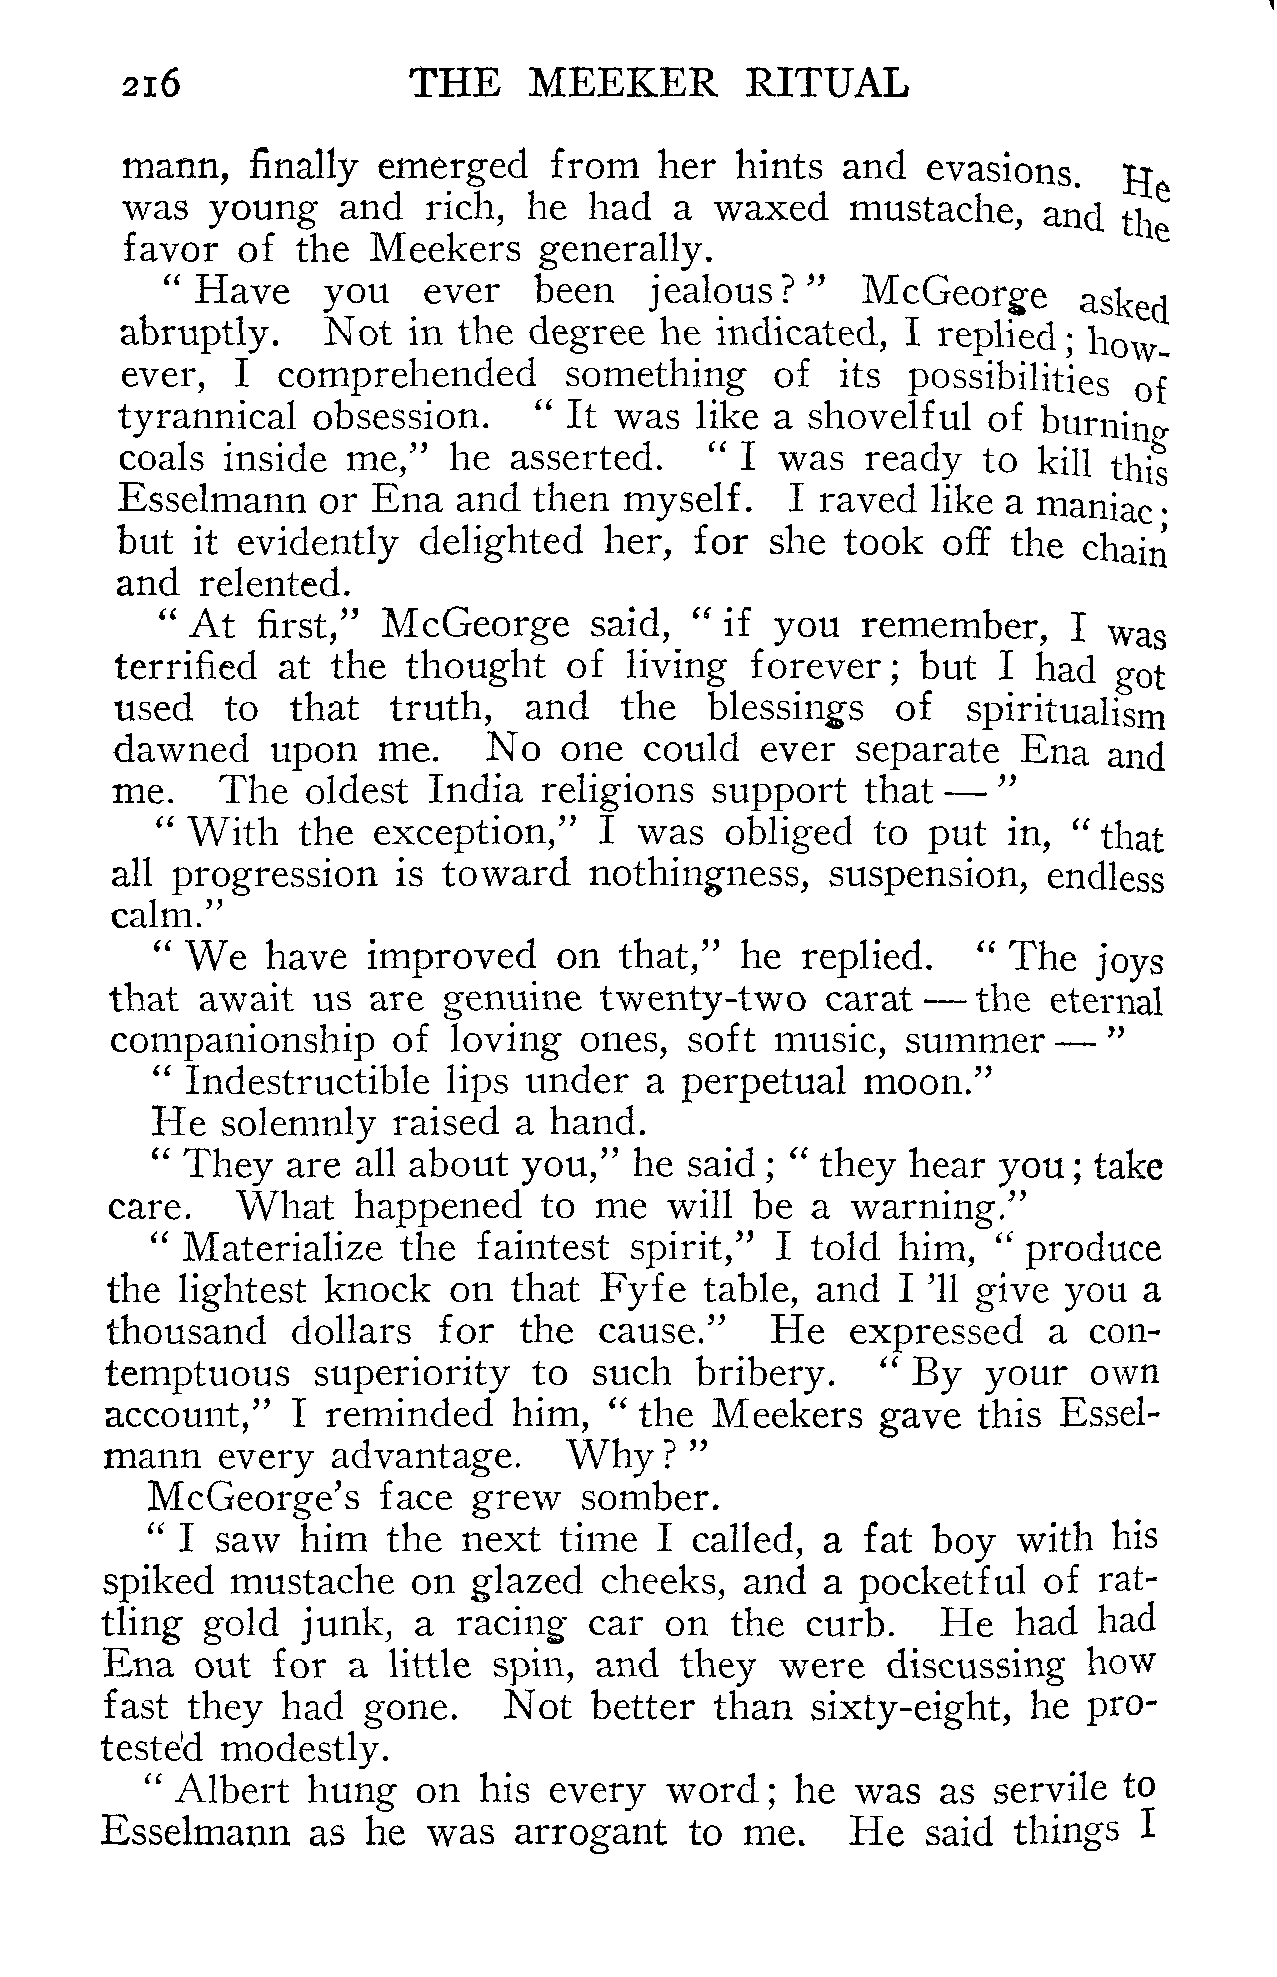 216 THE MEEKER RITUAL
mann, finally emerged from her hints and evasions. He
was young and rich, he had a waxed mustache, and the
favor of the Meekers generally.
“ Have you ever been jealous? ” McGeorge asked
abruptly. Not in the degree he indicated, I replied; how-
ever, I comprehended something of its possibilities of
tyrannical obsession. “ It was like a shovelful of burning
coals inside me,” he asserted. “ I was ready to kill this
Esselmann or Ena and then myself. I raved like a maniac;
but it evidently delighted her, for she took off the chain
and relented.
“ At first,” McGeorge said, “ if you remember, I was
terrified at the thought of living forever; but I had got
used to that truth, and the blessings of spiritualism
dawned upon me. No one could ever separate Ena and
me. The oldest India religions support that — ”
“ With the exception,” I was obliged to put in, “ that
all progression is toward nothingness, suspension, endless
calm.”
“ We have improved on that,” he replied. “ The joys
that await us are genuine twenty-two carat — the eternal
companionship of loving ones, soft music, summer — ”
“ Indestructible lips under a perpetual moon.”
He solemnly raised a hand.
“ They are all about you,” he said; “ they hear you; take
care. What happened to me will be a warning.”
“ Materialize the faintest spirit,” I told him, “ produce
the lightest knock on that Fyfe table, and I ’ll give you a
thousand dollars for the cause.” He expressed a con-
temptuous superiority to such bribery. “ By your own
account,” I reminded him, “ the Meekers gave this Essel-
mann every advantage. Why? ”
McGeorge’s face grew somber.
“ I saw him the next time I called, a fat boy with his
spiked mustache on glazed cheeks, and a pocketful of rat-
tling gold junk, a racing car on the curb. He had had
Ena out for a little spin, and they were discussing how
fast they had gone. Not better than sixty-eight, he pro-
tested modestly.
“ Albert hung on his every word; he was as servile to
Esselmann as he was arrogant to me. He said things I